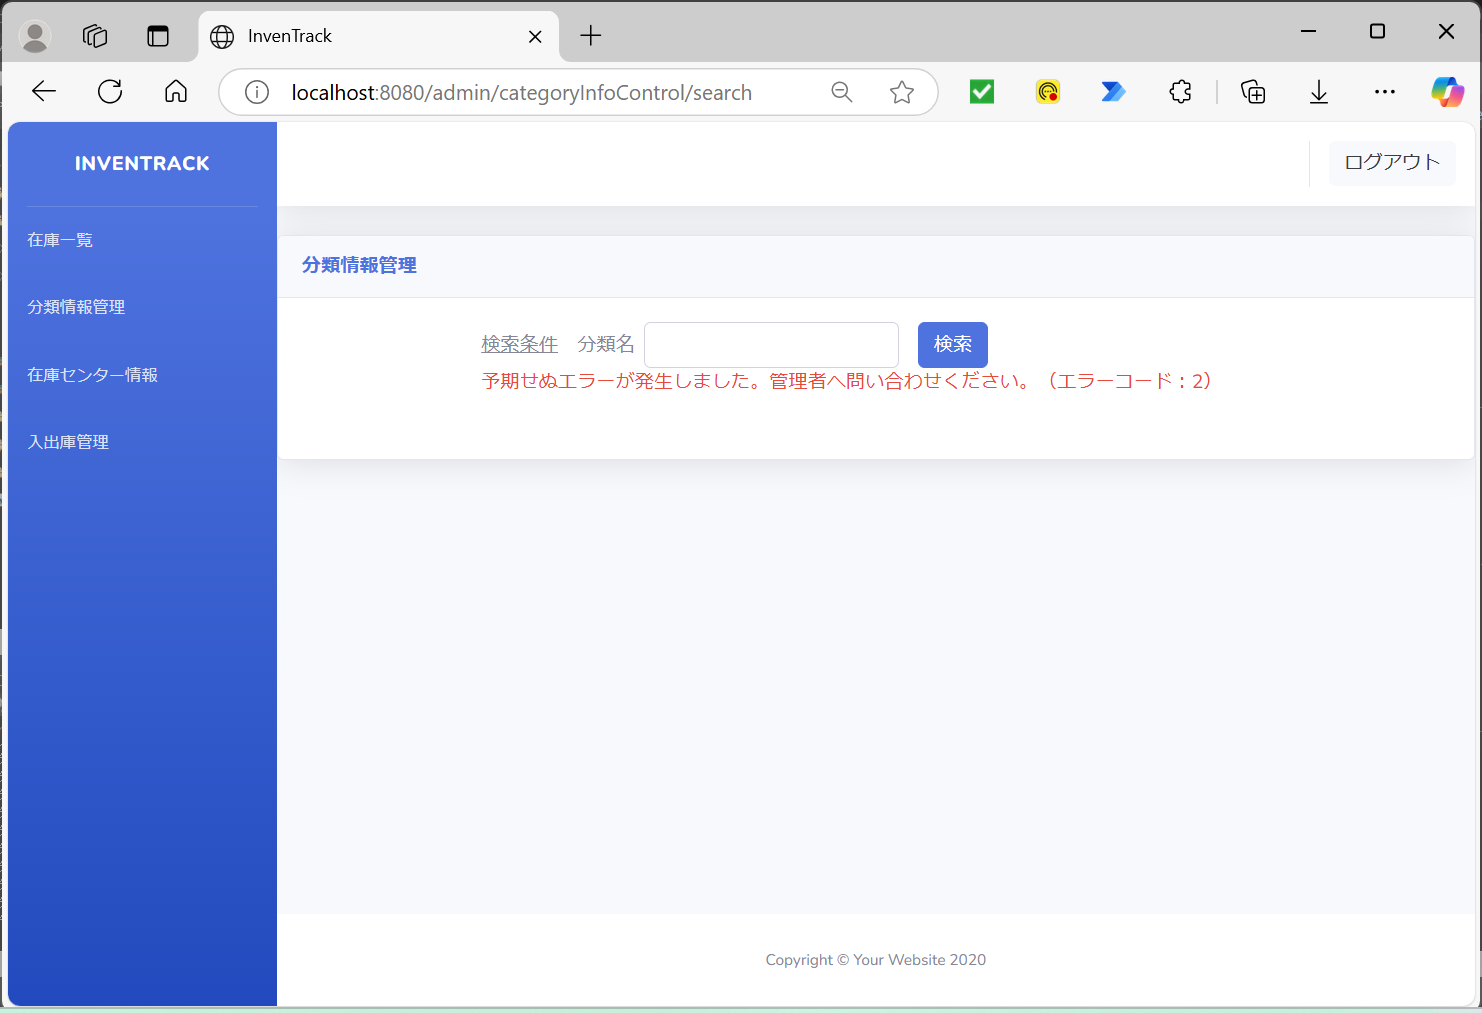 InvenTrack
localhost:8080/admin/categoryInfoControl/search
INVENTRACK
ログアウト
在庫一覧
分類情報管理
在庫センター情報
入出庫管理
分類情報管理
検索条件 分類名 検索
予期せぬエラーが発生しました。管理者へ問い合わせください。（エラーコード：2）
Copyright © Your Website 2020